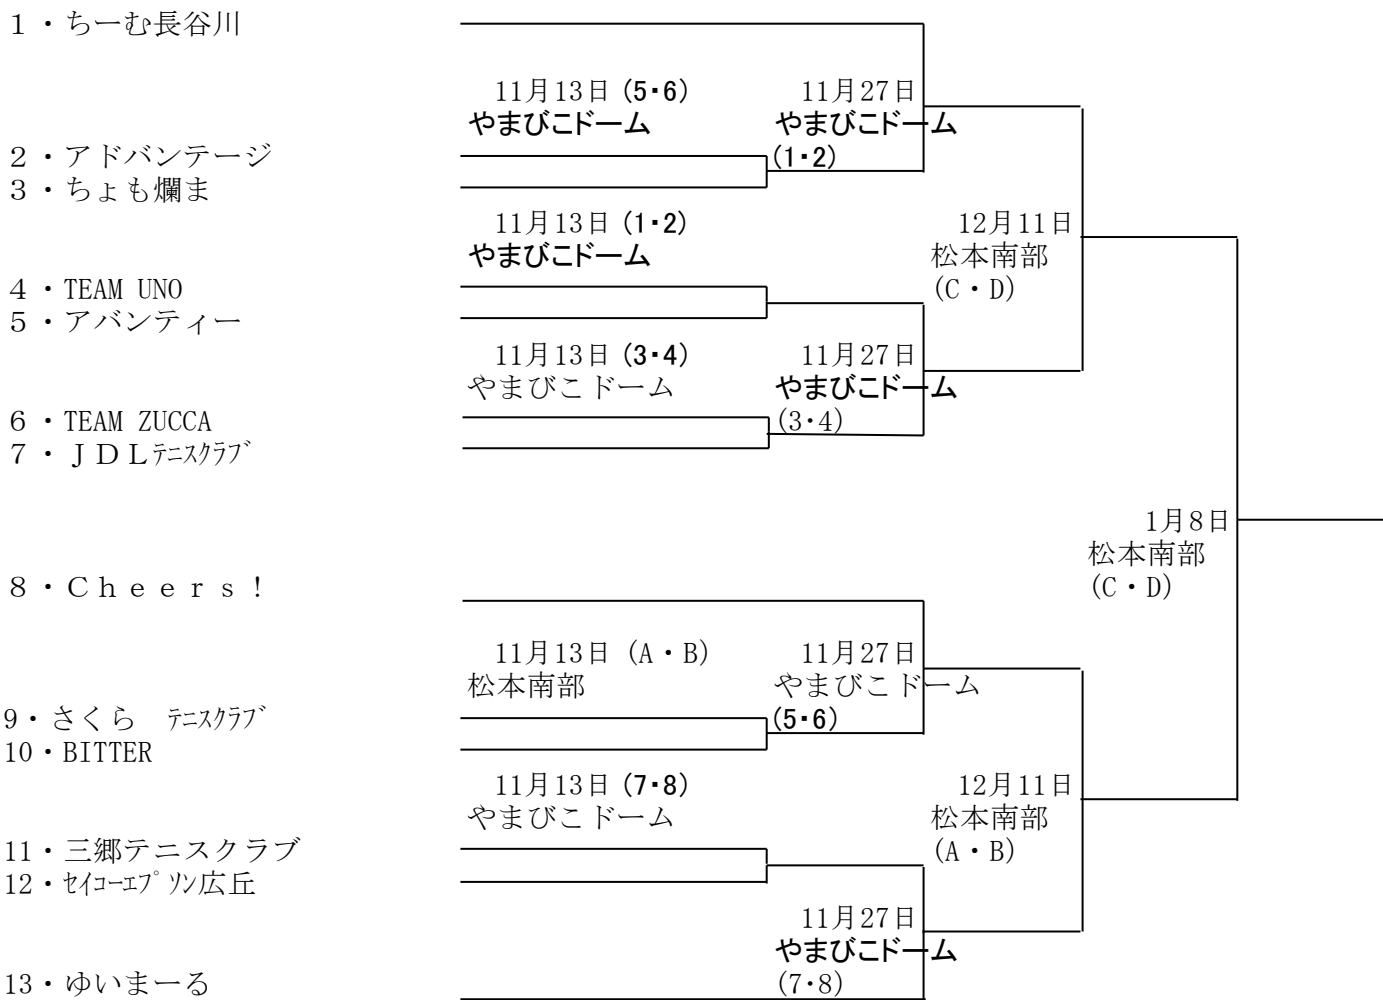 １・ちーむ長谷川
11月13日 (5・6)
やまびこドーム
11月27日
やまびこドーム
(1・2)
２・アドバンテージ
３・ちょも爛ま
11月13日 (1・2)
やまびこドーム
12月11日
松本南部
(C・D)
４・TEAM UNO
５・アバンティー
11月13日 (3・4)
やまびこドーム
11月27日
やまびこドーム
(3・4)
６・TEAM ZUCCA
７・ＪＤＬﾃﾆｽｸﾗﾌﾞ
1月8日
松本南部
(C・D)
８・Ｃｈｅｅｒｓ！
11月13日 (A・B)
松本南部
11月27日
やまびこドーム
(5・6)
9・さくら　ﾃﾆｽｸﾗﾌﾞ
10・BITTER
11月13日 (7・8)
やまびこドーム
12月11日
松本南部
(A・B)
11・三郷テニスクラブ
12・ｾｲｺｰｴﾌﾟｿﾝ広丘
11月27日
やまびこドーム
(7・8)
13・ゆいまーる